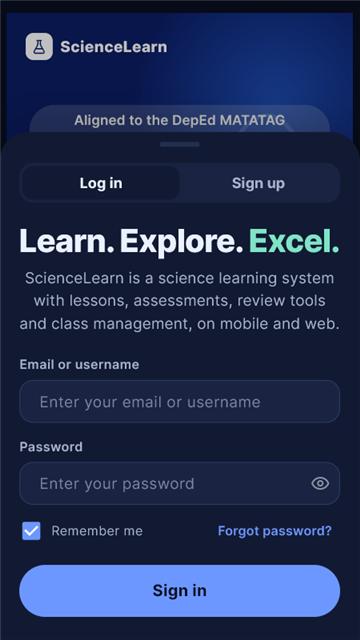 ScienceLearn
Aligned to the DepEd MATATAG
Log in
Sign up
Learn. Explore. Excel.
ScienceLearn is a science learning system
with lessons, assessments, review tools
and class management, on mobile and web.
Email or username
Enter your email or username
Password
Enter your password
Remember me
Forgot password?
Sign in